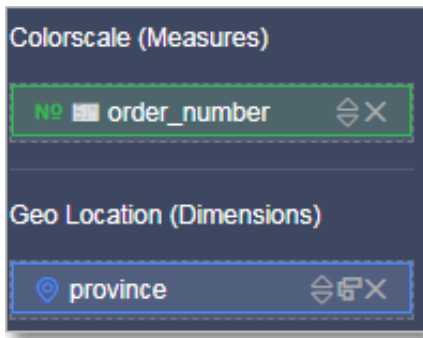 Colorscale (Measures)
Nº order_number
Geo Location (Dimensions)
province